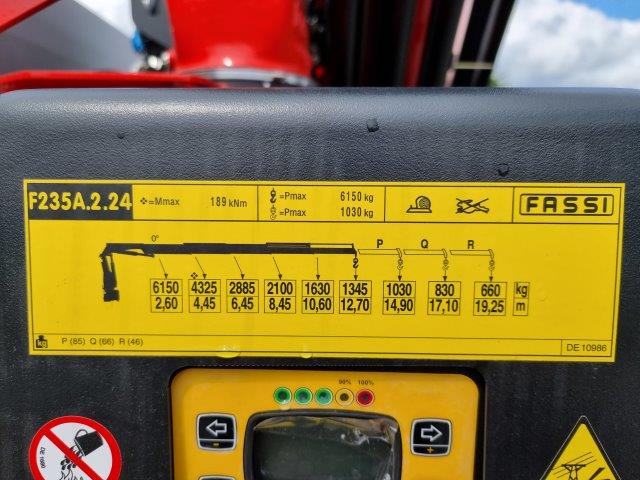 F235A.2.24 =Mmax 189 kNm =Pmax 6150 kg FASSI
=Pmax 1030 kg
0° P Q R
6150 4325 2885 2100 1630 1345 1030 830 660 kg
2,60 4,45 6,45 8,45 10,60 12,70 14,90 17,10 19,25 m
kg P (85) Q (66) R (46) DE 10986
90% 100%
- +